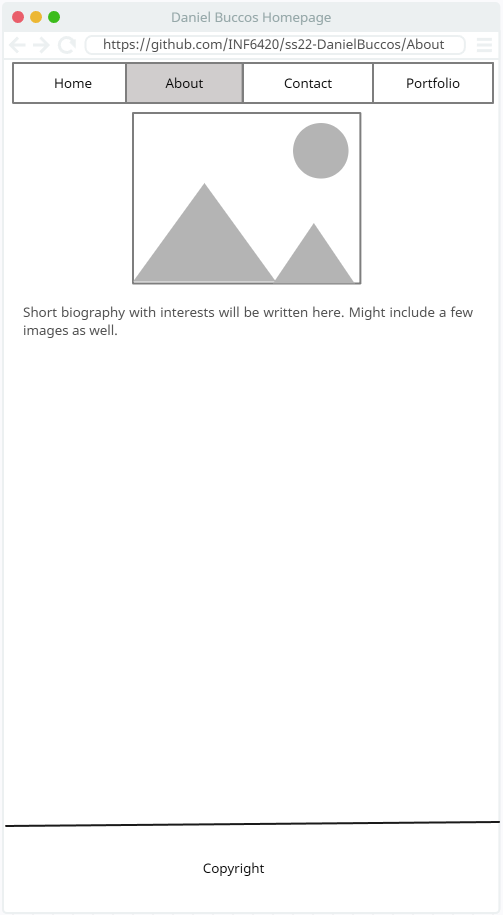 Daniel Buccos Homepage
https://github.com/INF6420/ss22-DanielBuccos/About
Home About Contact Portfolio
Short biography with interests will be written here. Might include a few
images as well.
Copyright